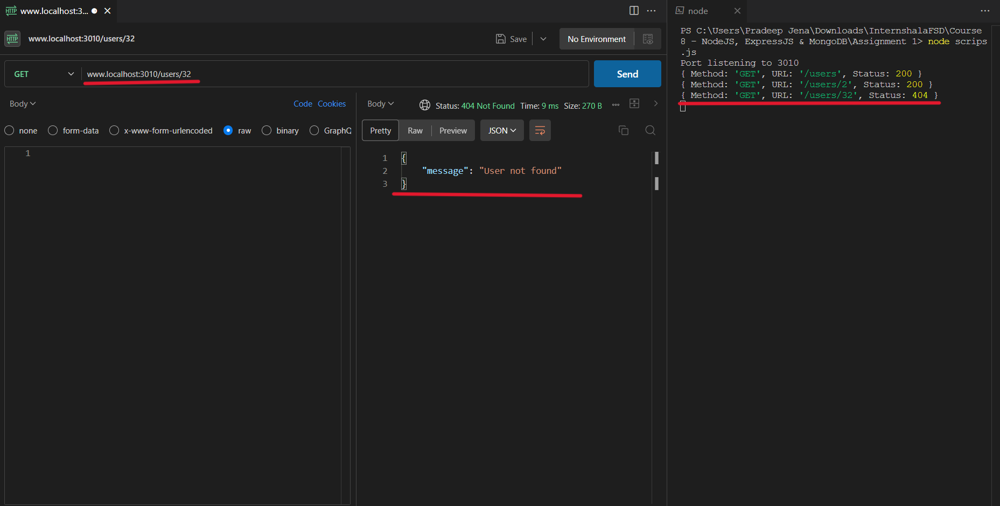 HTTP www.localhost:3...
HTTP www.localhost:3010/users/32
Save
No Environment
GET
www.localhost:3010/users/32
Send
Body
Code Cookies
none form-data x-www-form-urlencoded raw binary GraphQ
1
Body
Status: 404 Not Found Time: 9 ms Size: 270 B
Pretty Raw Preview JSON
1 {
2 "message": "User not found"
3 }
node
PS C:\Users\Pradeep Jena\Downloads\InternshalaFSD\Course
8 - NodeJS, ExpressJS & MongoDB\Assignment 1> node scrips
.js
Port listening to 3010
{ Method: 'GET', URL: '/users', Status: 200 }
{ Method: 'GET', URL: '/users/2', Status: 200 }
{ Method: 'GET', URL: '/users/32', Status: 404 }